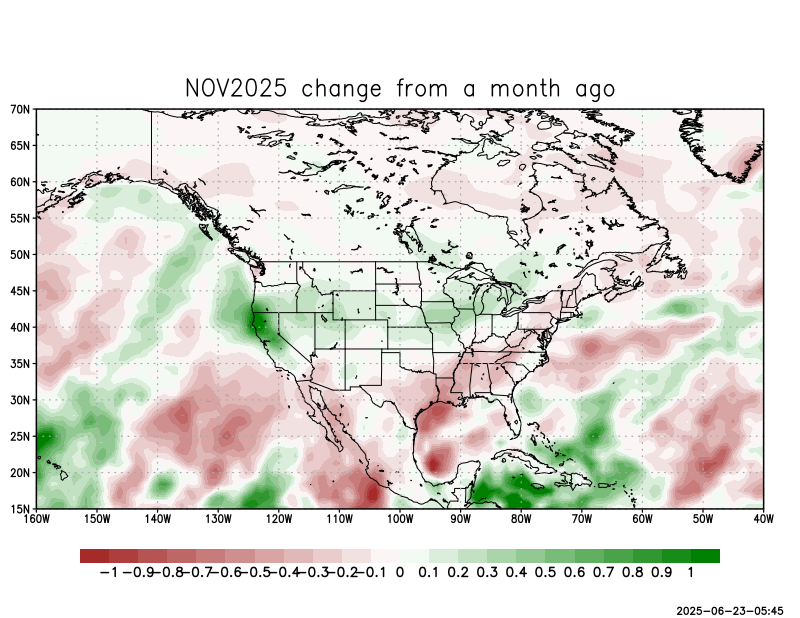 NOV2025 change from a month ago
70N
65N
60N
55N
50N
45N
40N
35N
30N
25N
20N
15N
160W 150W 140W 130W 120W 110W 100W 90W 80W 70W 60W 50W 40W
-1 -0.9 -0.8 -0.7 -0.6 -0.5 -0.4 -0.3 -0.2 -0.1 0 0.1 0.2 0.3 0.4 0.5 0.6 0.7 0.8 0.9 1
2025-06-23-05:45